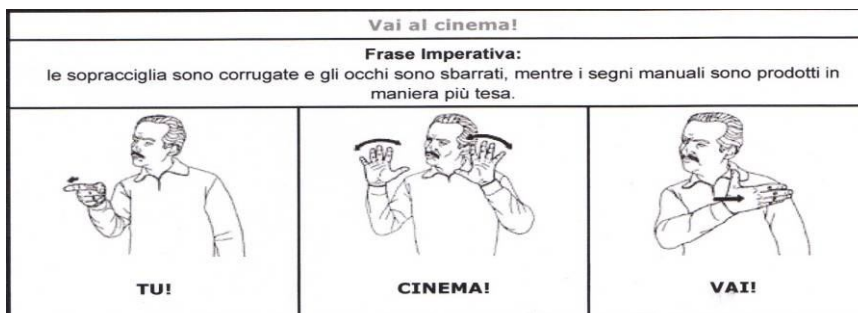 Vai al cinema!
Frase Imperativa:
le sopracciglia sono corrugate e gli occhi sono sbarrati, mentre i segni manuali sono prodotti in
maniera più tesa.
TU!
CINEMA!
VAI!